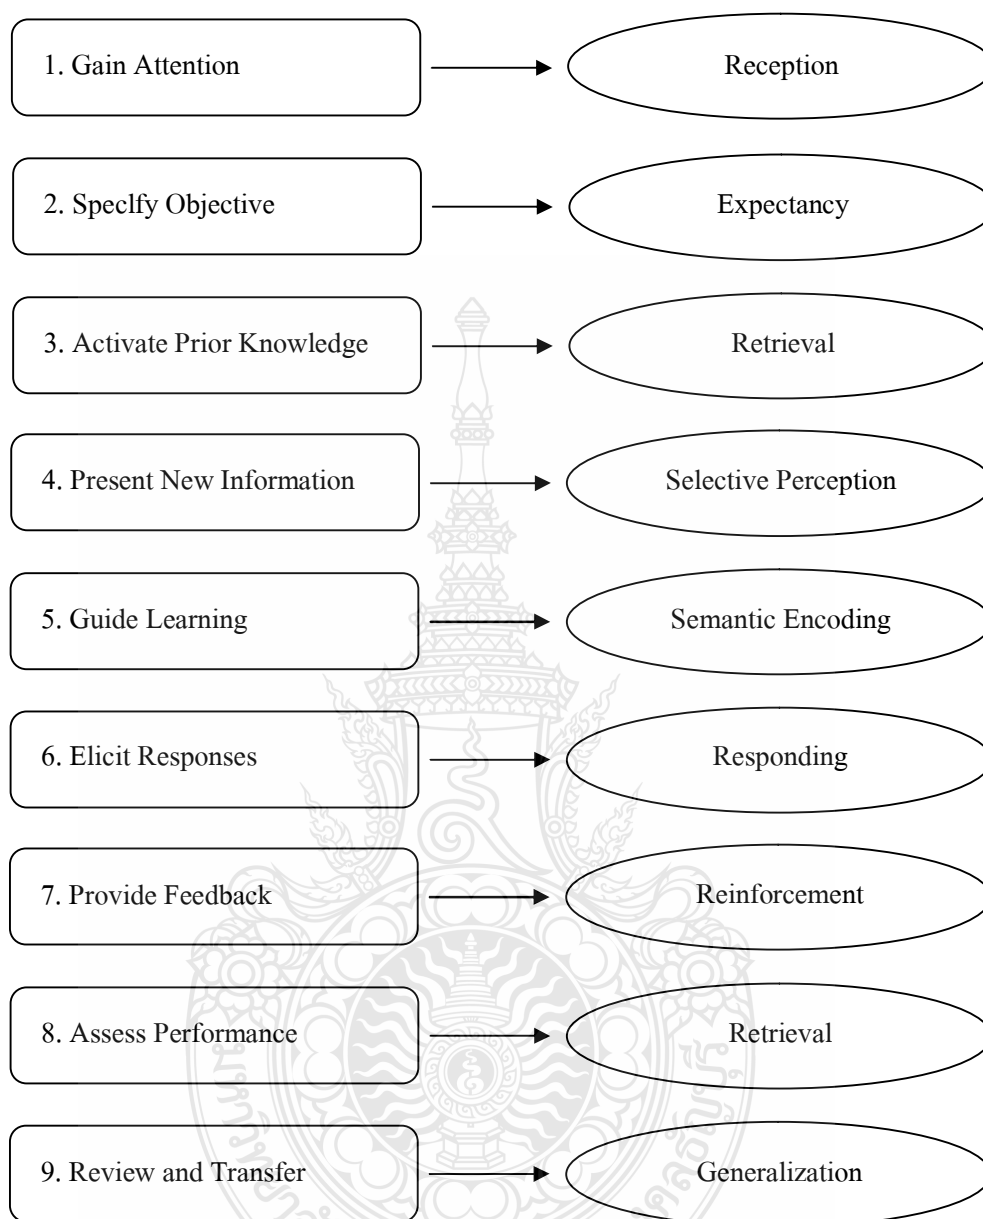 1. Gain Attention
Reception
2. Speclfy Objective
Expectancy
3. Activate Prior Knowledge
Retrieval
4. Present New Information
Selective Perception
5. Guide Learning
Semantic Encoding
6. Elicit Responses
Responding
7. Provide Feedback
Reinforcement
8. Assess Performance
Retrieval
9. Review and Transfer
Generalization